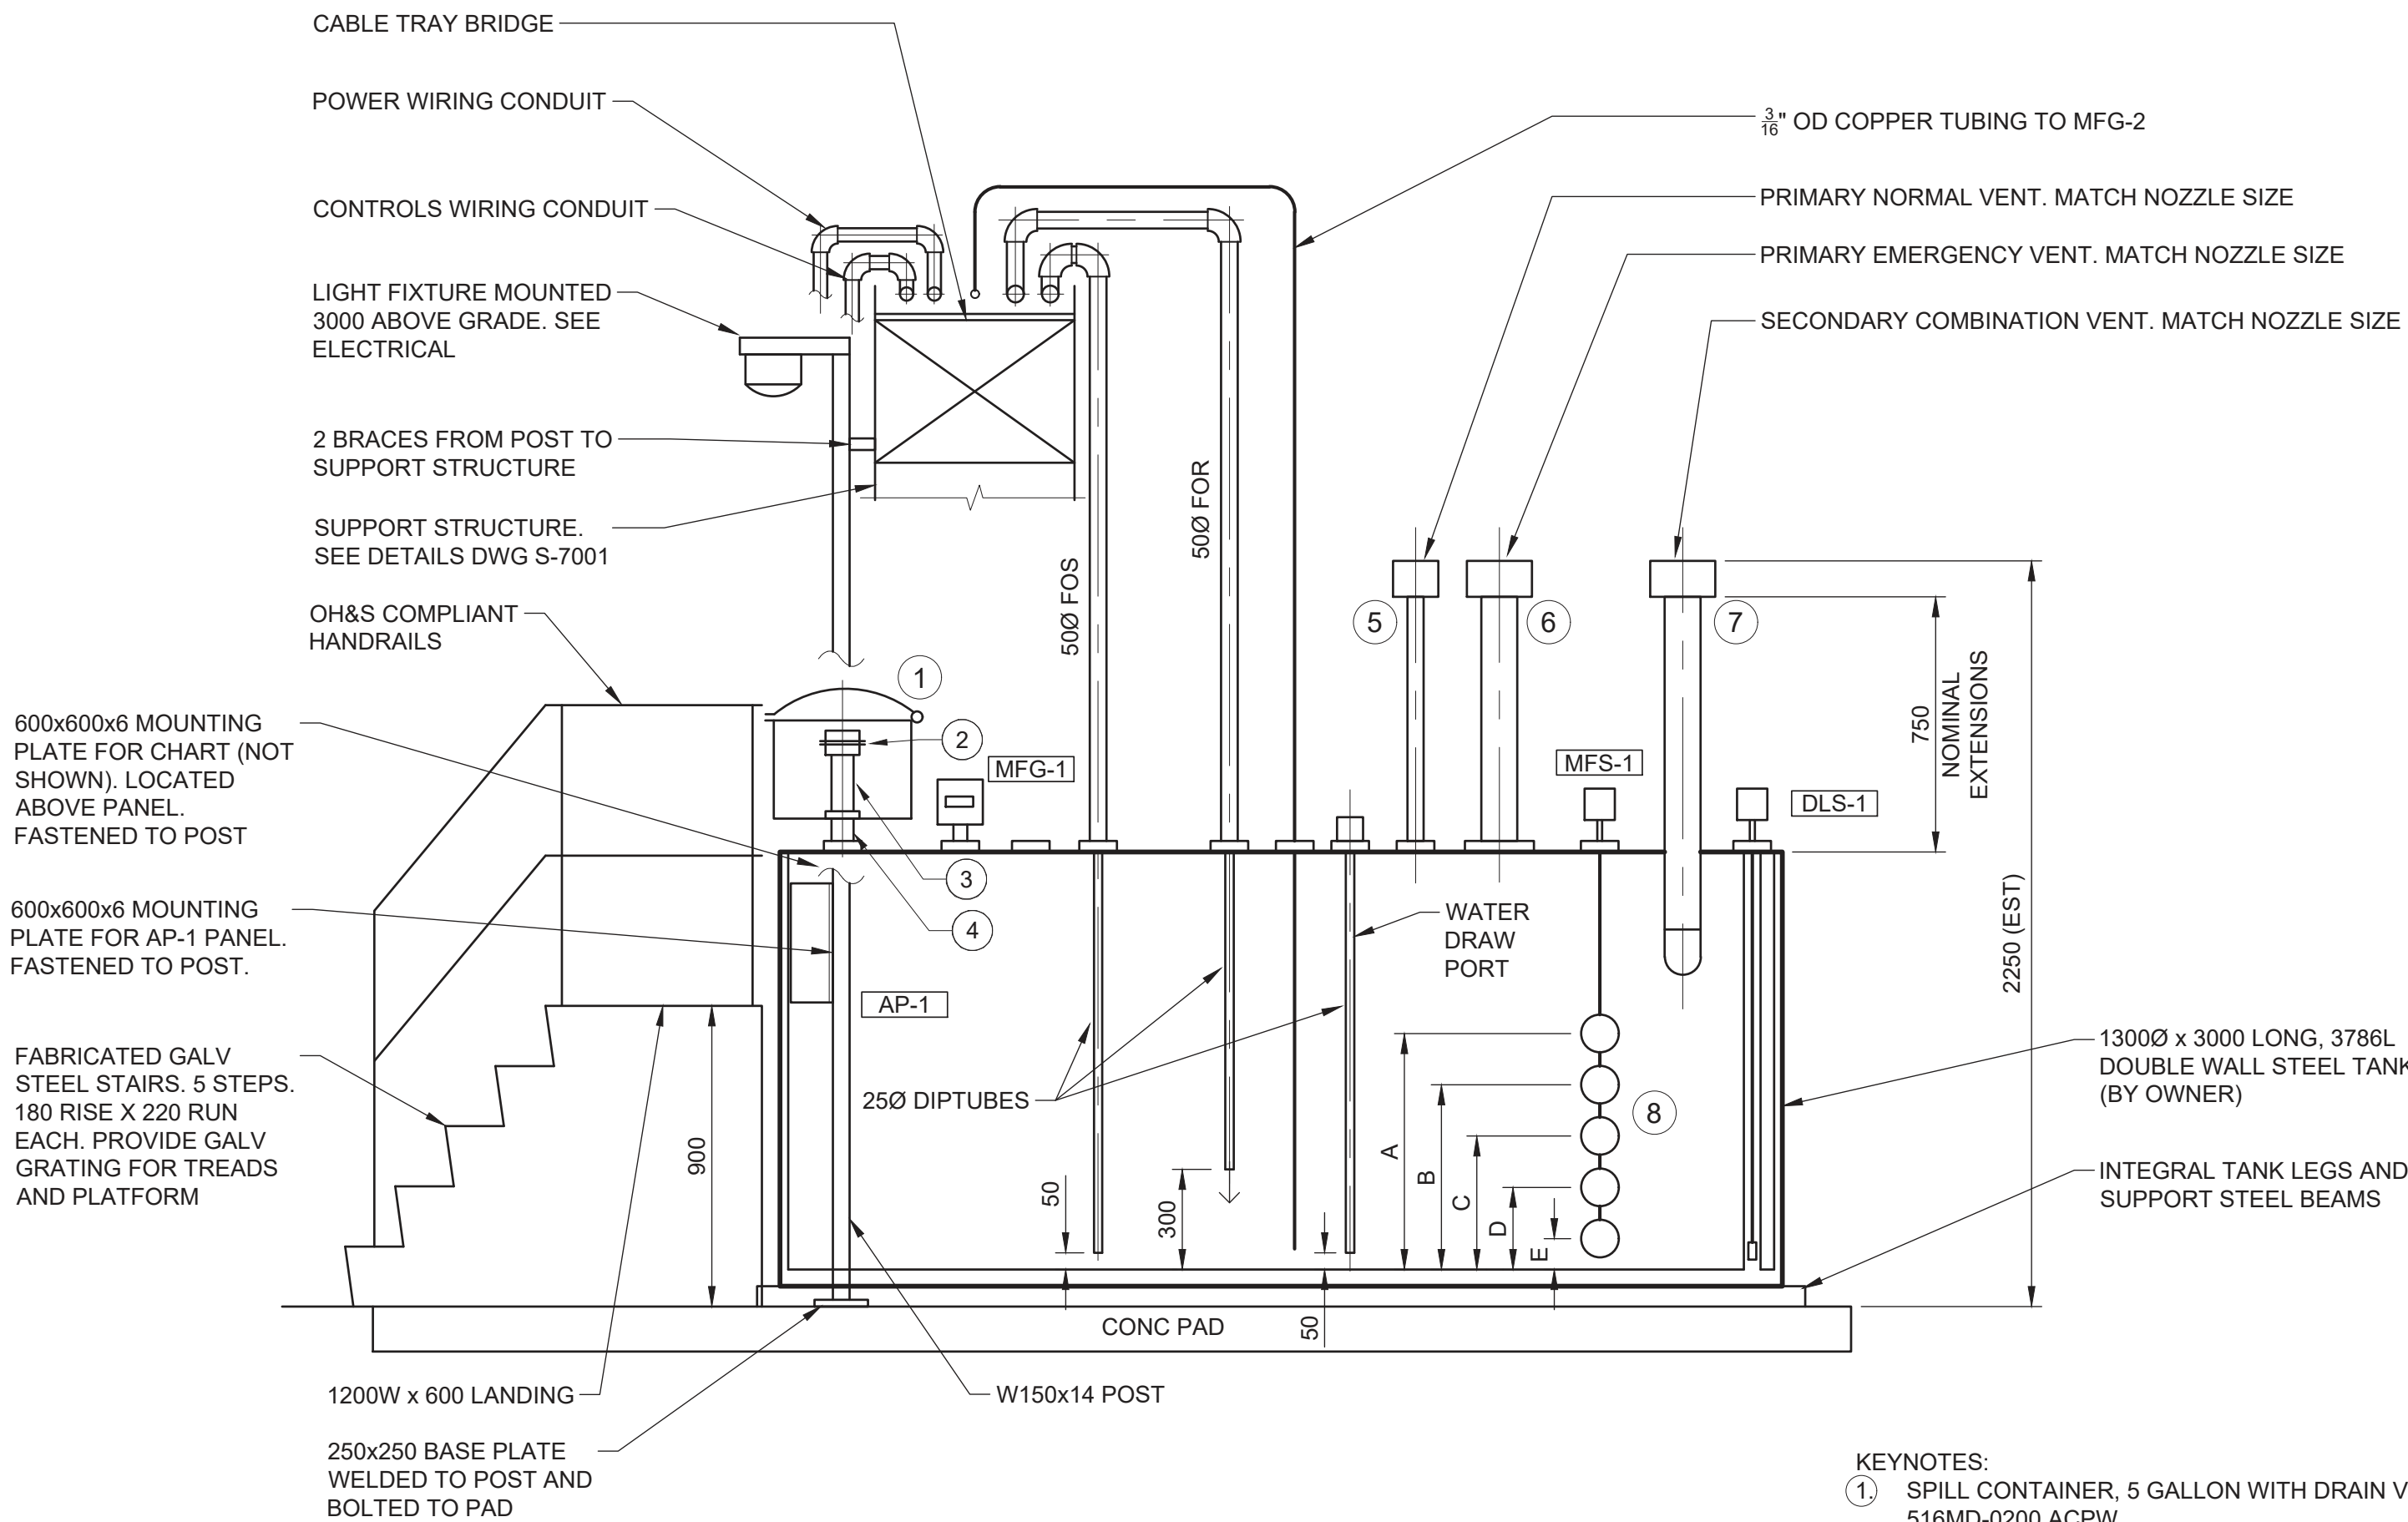 CABLE TRAY BRIDGE
POWER WIRING CONDUIT
CONTROLS WIRING CONDUIT
LIGHT FIXTURE MOUNTED
3000 ABOVE GRADE. SEE
ELECTRICAL
2 BRACES FROM POST TO
SUPPORT STRUCTURE
SUPPORT STRUCTURE.
SEE DETAILS DWG S-7001
OH&S COMPLIANT
HANDRAILS
600x600x6 MOUNTING
PLATE FOR CHART (NOT
SHOWN). LOCATED
ABOVE PANEL.
FASTENED TO POST
600x600x6 MOUNTING
PLATE FOR AP-1 PANEL.
FASTENED TO POST.
FABRICATED GALV
STEEL STAIRS. 5 STEPS.
180 RISE X 220 RUN
EACH. PROVIDE GALV
GRATING FOR TREADS
AND PLATFORM
1200W x 600 LANDING
250x250 BASE PLATE
WELDED TO POST AND
BOLTED TO PAD
W150x14 POST
CONC PAD
900
AP-1
1
2
3
4
MFG-1
50Ø FOS
50Ø FOR
25Ø DIPTUBES
50
300
50
WATER
DRAW
PORT
A
B
C
D
E
5
6
7
8
MFS-1
DLS-1
3/16" OD COPPER TUBING TO MFG-2
PRIMARY NORMAL VENT. MATCH NOZZLE SIZE
PRIMARY EMERGENCY VENT. MATCH NOZZLE SIZE
SECONDARY COMBINATION VENT. MATCH NOZZLE SIZE
750
NOMINAL
EXTENSIONS
2250 (EST)
1300Ø x 3000 LONG, 3786L
DOUBLE WALL STEEL TANK
(BY OWNER)
INTEGRAL TANK LEGS AND
SUPPORT STEEL BEAMS
KEYNOTES:
1. SPILL CONTAINER, 5 GALLON WITH DRAIN V
516MD-0200 ACPW